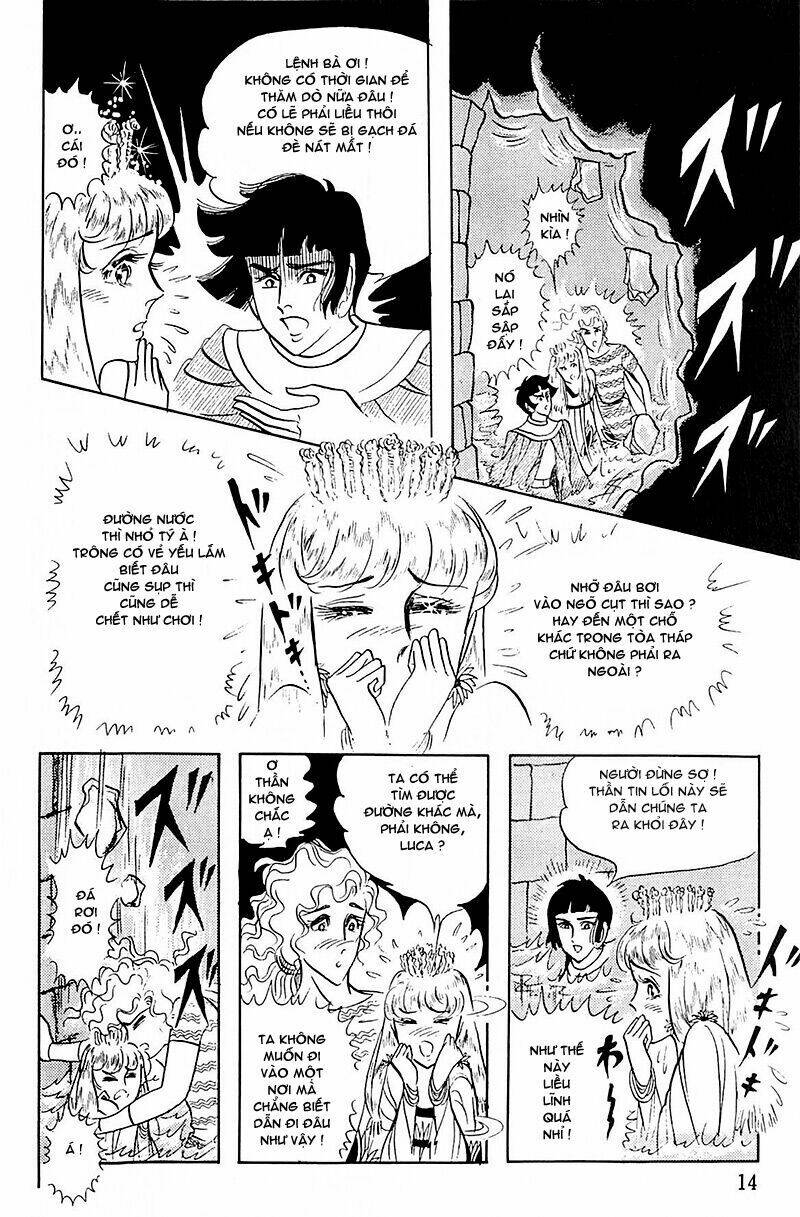 NHÌN
KÌA !
NÓ
LẠI
SẮP
SẬP
ĐẤY !
ズズズ
LỆNH BÀ ƠI !
KHÔNG CÓ THỜI GIAN ĐỂ
THĂM DÒ NỮA ĐÂU !
CÓ LẼ PHẢI LIỀU THÔI
NẾU KHÔNG SẼ BỊ GẠCH ĐÁ
ĐÈ NÁT MẤT !
Ơ..
CÁI
ĐÓ !
NHỠ ĐÂU BƠI
VÀO NGÕ CỤT THÌ SAO ?
HAY ĐẾN MỘT CHỖ
KHÁC TRONG TÒA THÁP
CHỨ KHÔNG PHẢI RA
NGOÀI ?
ドキドキ
ĐƯỜNG NƯỚC
THÌ NHỎ TÝ À !
TRÔNG CÓ VẺ YẾU LẮM
BIẾT ĐÂU
CŨNG SỤP THÌ
CŨNG DỄ
CHẾT NHƯ CHƠI !
NGƯỜI ĐỪNG SỢ !
THẦN TIN LỐI NÀY SẼ
DẪN CHÚNG TA
RA KHỎI ĐÂY !
ドキドキ
わ～
NHƯ THẾ
NÀY
LIỀU
LĨNH
QUÁ
NHỈ !
TA CÓ THỂ
TÌM ĐƯỢC
ĐƯỜNG KHÁC MÀ,
PHẢI KHÔNG,
LUCA ?
Ơ
THẦN
KHÔNG
CHẮC
Ạ !
TA KHÔNG
MUỐN ĐI
VÀO MỘT
NƠI MÀ
CHẲNG BIẾT
DẪN ĐI ĐÂU
NHƯ VẬY !
ズズ
ĐÁ
RƠI
ĐÓ !
Á !
14